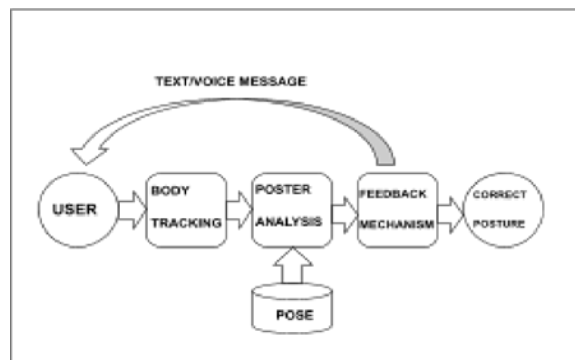 TEXT/VOICE MESSAGE
USER
BODY
TRACKING
POSTER
ANALYSIS
FEEDBACK
MECHANISM
CORRECT
POSTURE
POSE